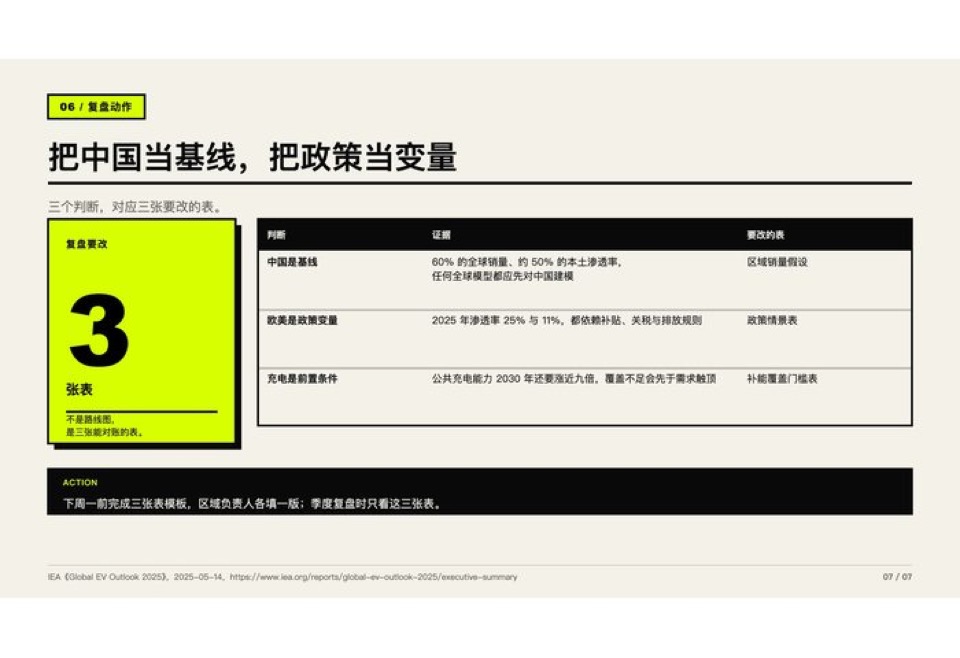 06 / 复盘动作
把中国当基线，把政策当变量
三个判断，对应三张要改的表。
复盘要改
3
张表
不是路线图，
是三张能对账的表。
判断 证据 要改的表
中国是基线 60% 的全球销量、约 50% 的本土渗透率， 区域销量假设
任何全球模型都应先对中国建模
欧美是政策变量 2025 年渗透率 25% 与 11%，都依赖补贴、关税与排放规则 政策情景表
充电是前置条件 公共充电能力 2030 年还要涨近九倍，覆盖不足会先于需求触顶 补能覆盖门槛表
ACTION
下周一前完成三张表模板，区域负责人各填一版；季度复盘时只看这三张表。
IEA《Global EV Outlook 2025》，2025-05-14，https://www.iea.org/reports/global-ev-outlook-2025/executive-summary
07 / 07